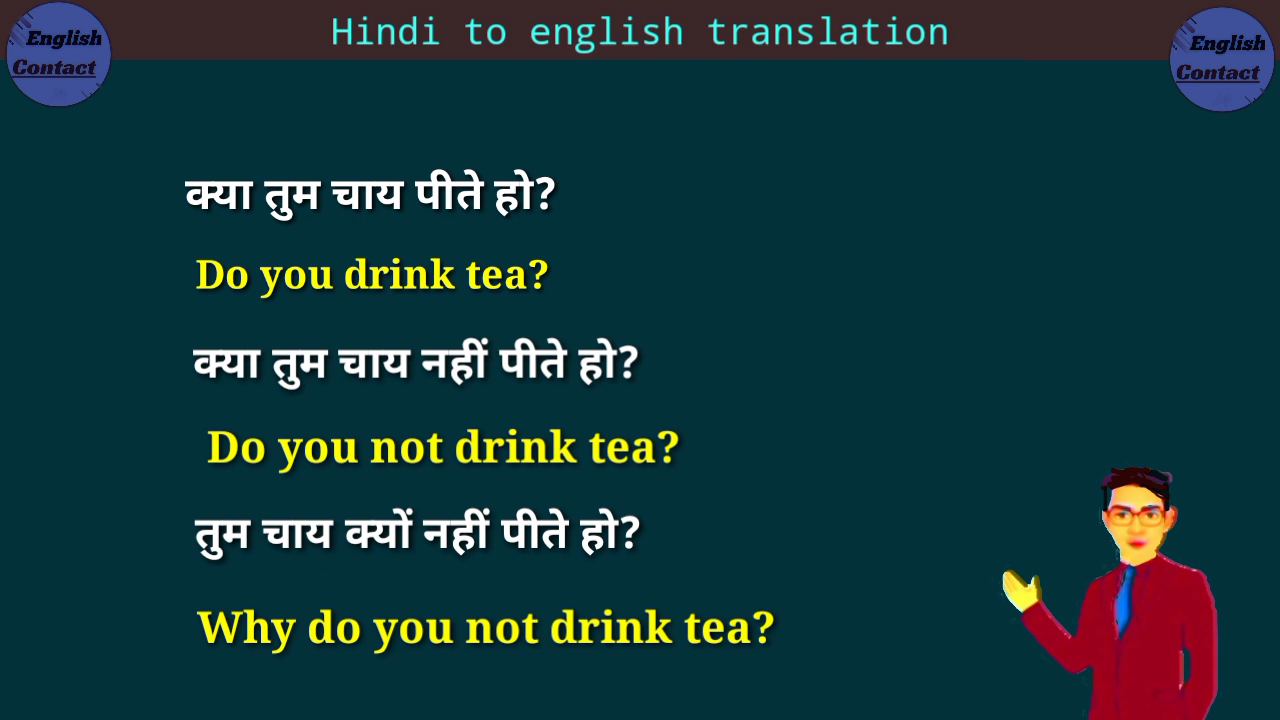 Hindi to english translation
English
Contact
English
Contact
क्या तुम चाय पीते हो?
Do you drink tea?
क्या तुम चाय नहीं पीते हो?
Do you not drink tea?
तुम चाय क्यों नहीं पीते हो?
Why do you not drink tea?